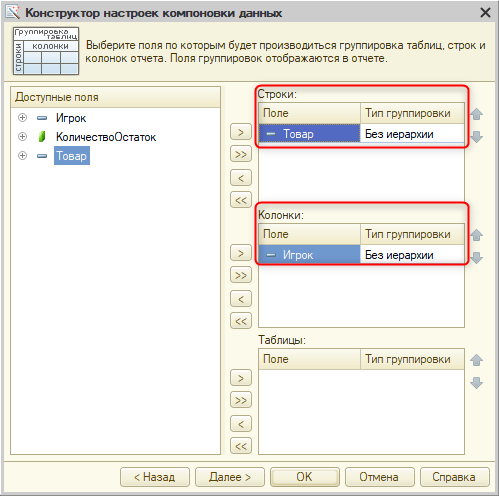 Конструктор настроек компоновки данных
Группировка
таблиц
строки
колонки
Выберите поля по которым будет производиться группировка таблиц, строк и
колонок отчета. Поля группировок отображаются в отчете.
Доступные поля
Игрок
КоличествоОстаток
Товар
Строки:
Поле Тип группировки
Товар Без иерархии
>
>>
<
<<
Колонки:
Поле Тип группировки
Игрок Без иерархии
>
>>
<
<<
Таблицы:
Поле Тип группировки
>
>>
<
<<
< Назад Далее > OK Отмена Справка